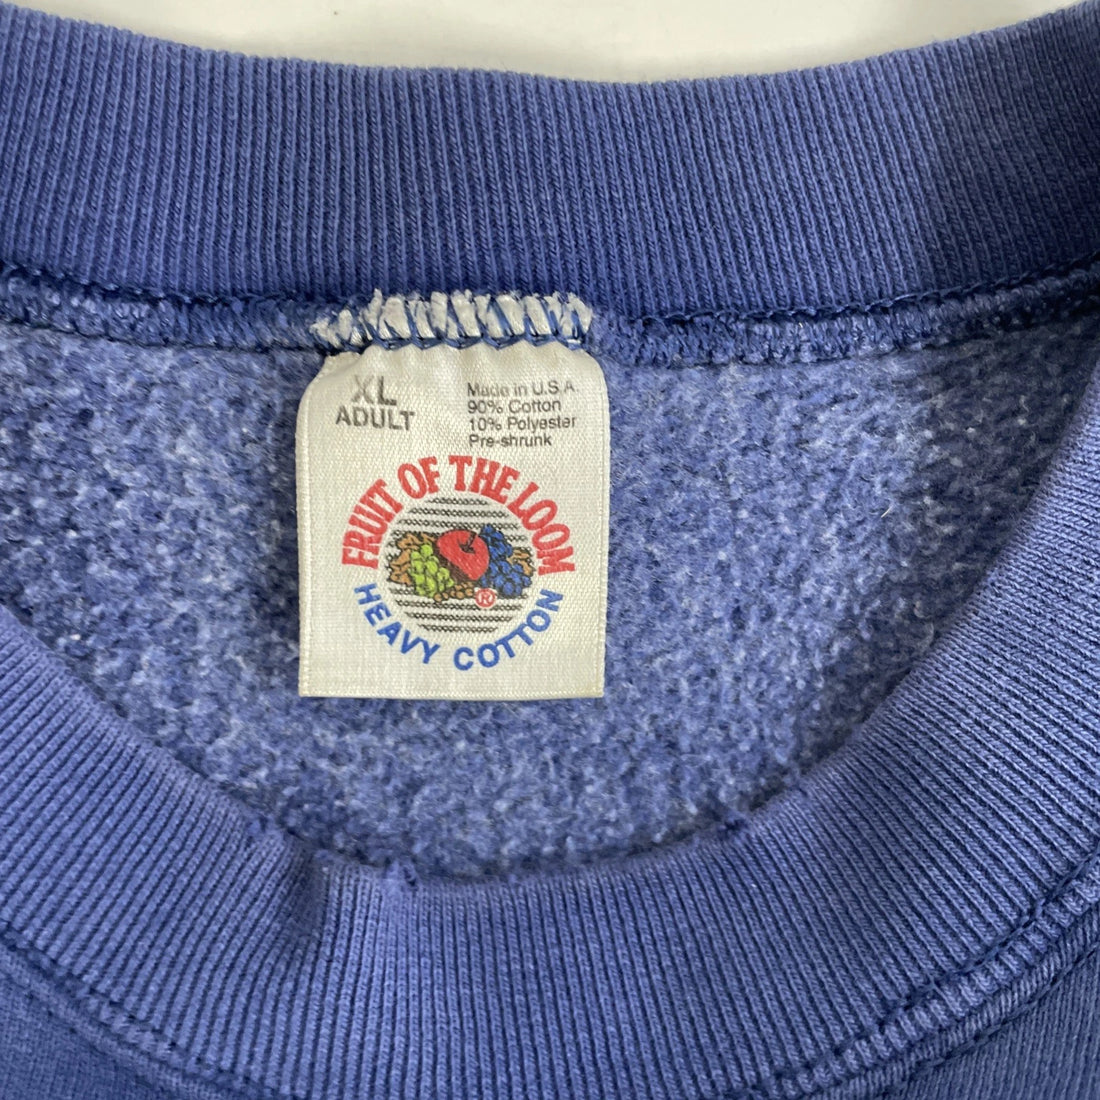 XL
ADULT
Made in U.S.A.
90% Cotton
10% Polyester
Pre-shrunk
FRUIT OF THE LOOM
®
HEAVY COTTON